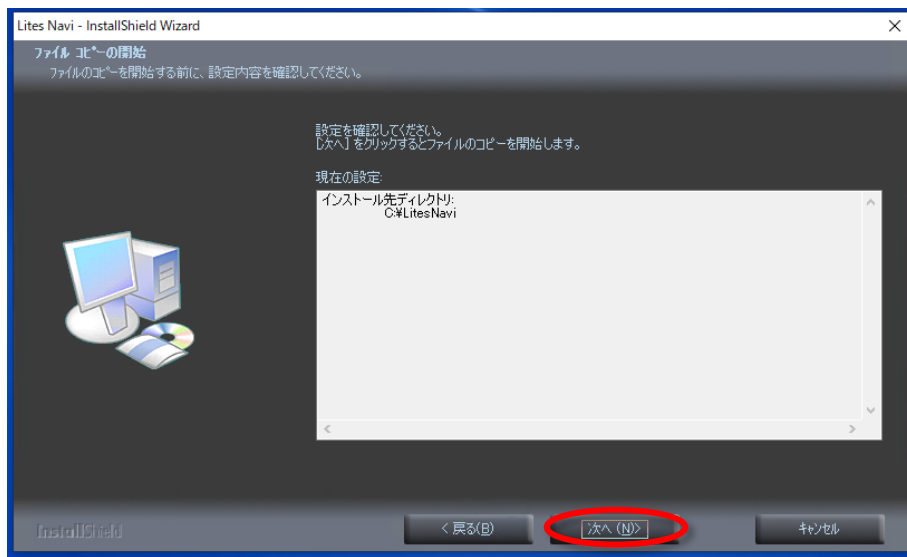 Lites Navi - InstallShield Wizard
ファイル コピーの開始
ファイルのコピーを開始する前に、設定内容を確認してください。
設定を確認してください。
[次へ] をクリックするとファイルのコピーを開始します。
現在の設定:
インストール先ディレクトリ:
C:¥LitesNavi
InstallShield
< 戻る(B)
次へ (N)>
キャンセル